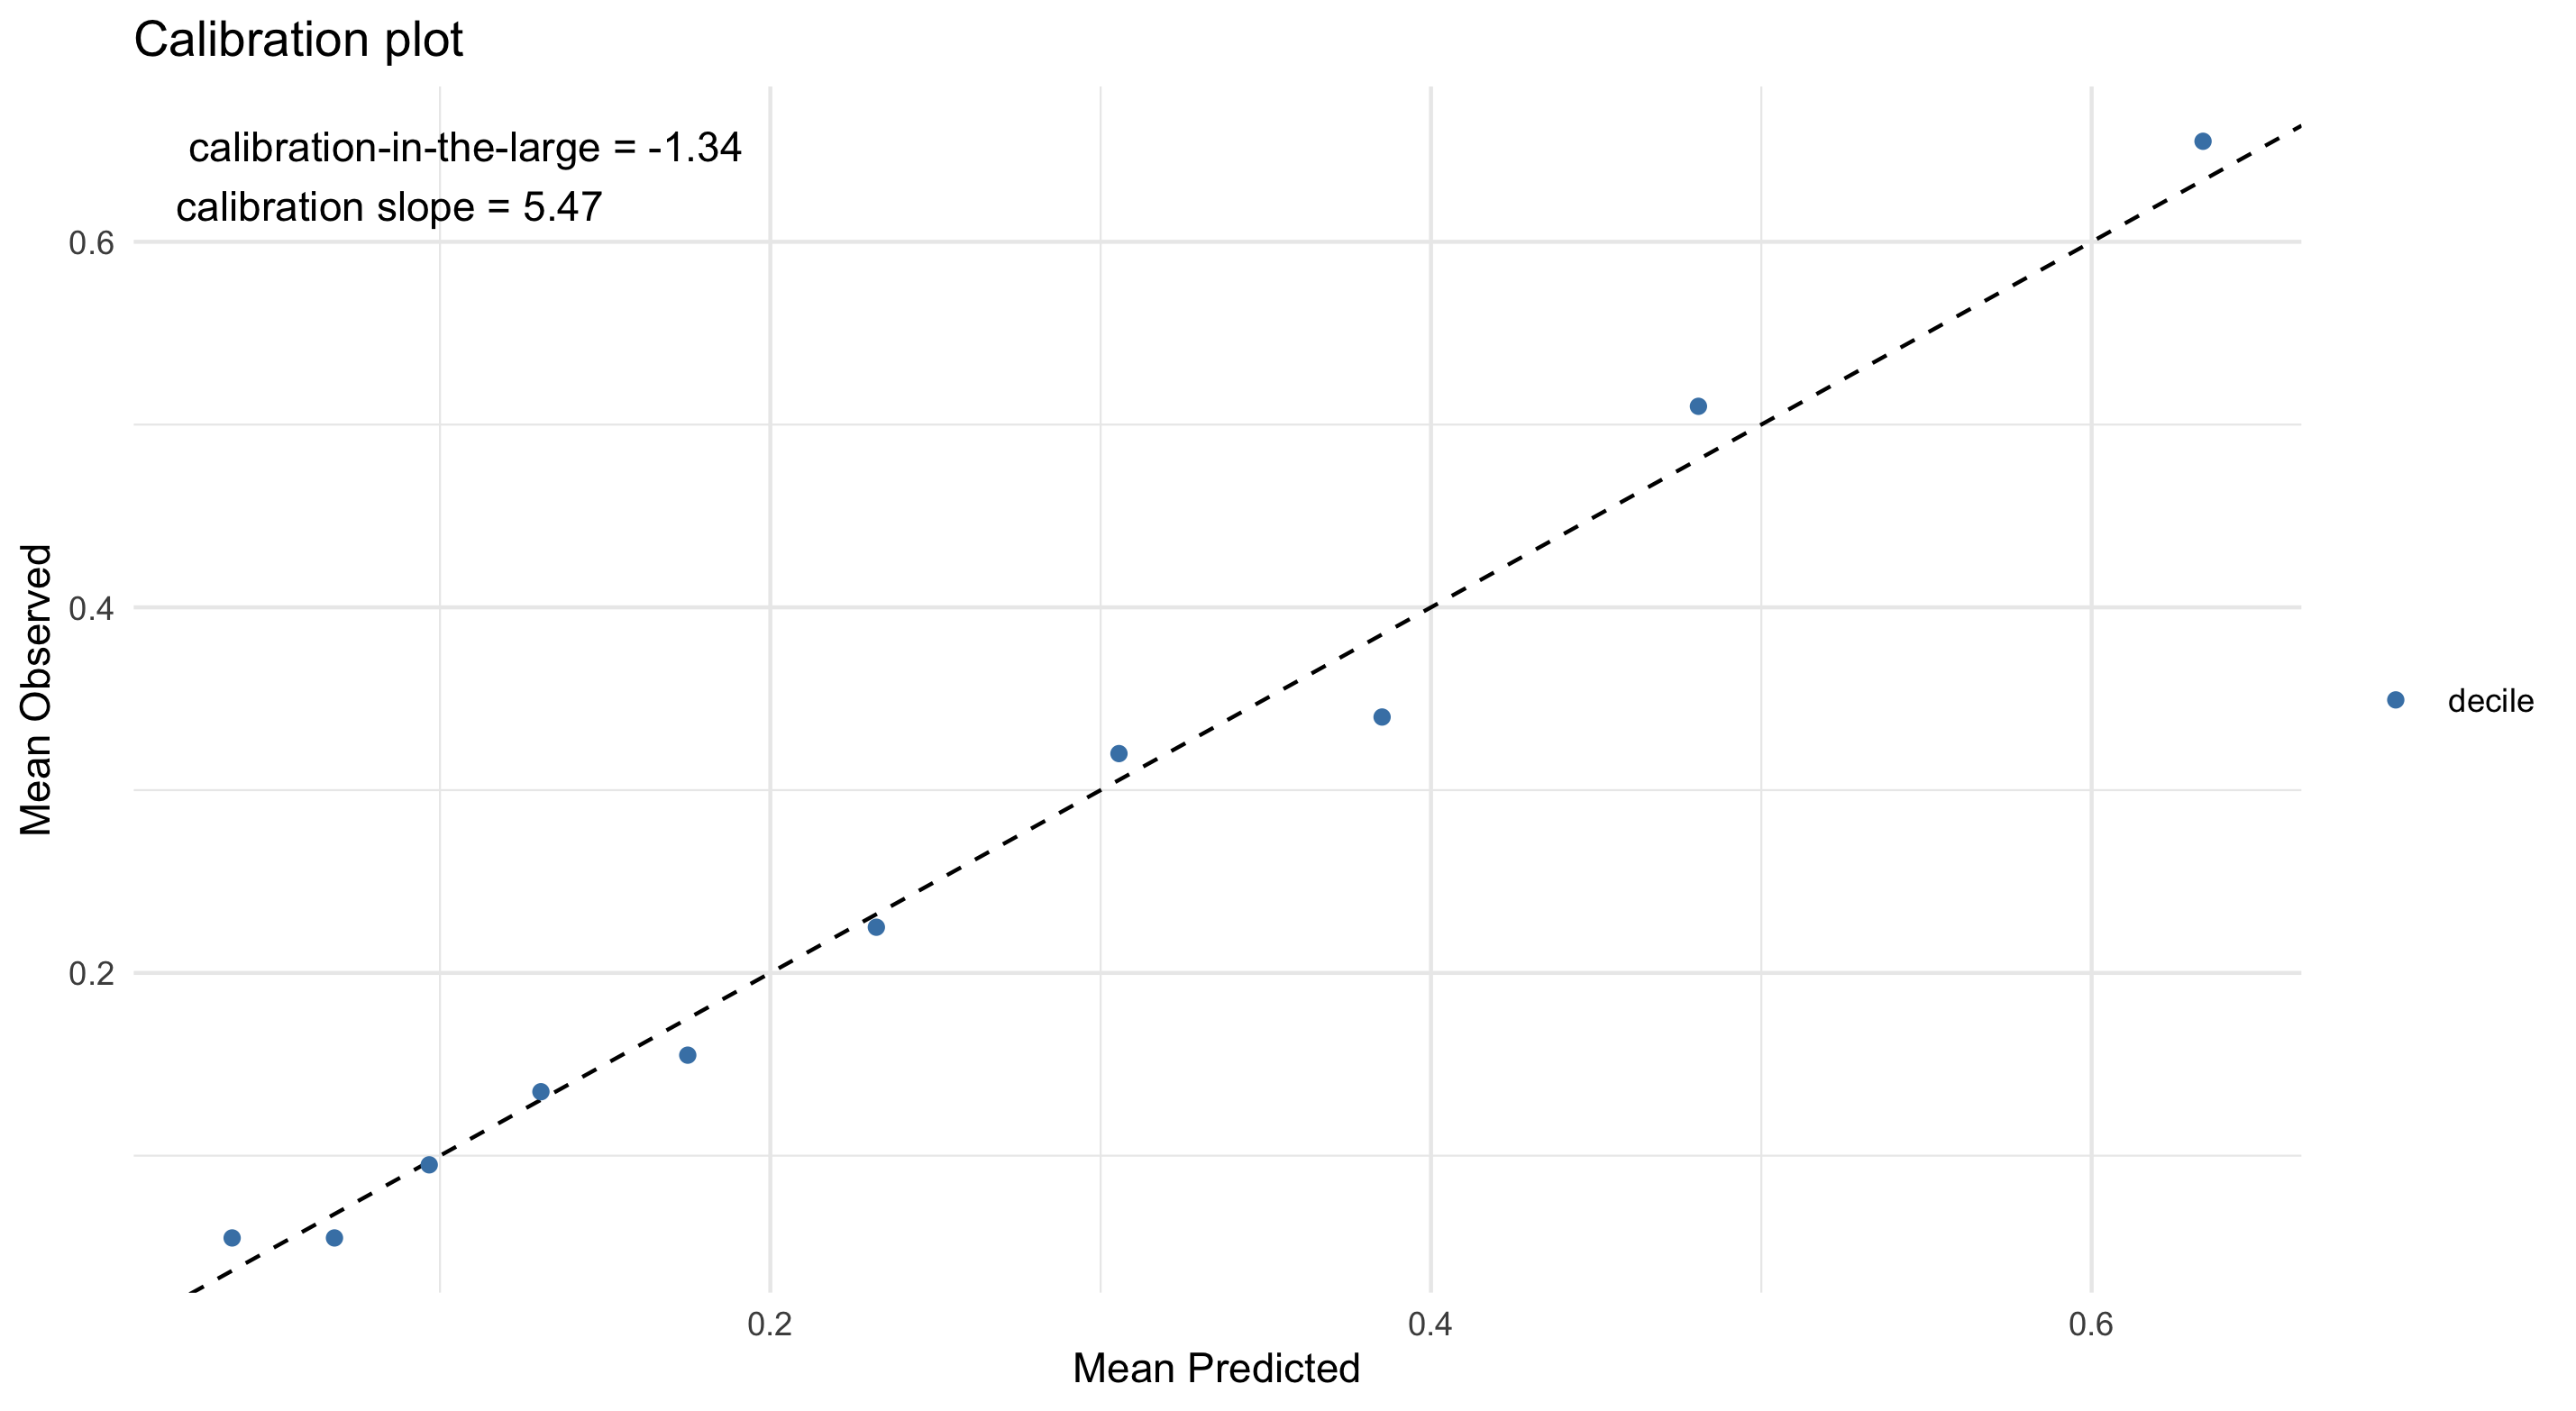 Calibration plot
calibration-in-the-large = -1.34
calibration slope = 5.47
0.6
0.4
0.2
Mean Observed
decile
0.2
0.4
0.6
Mean Predicted